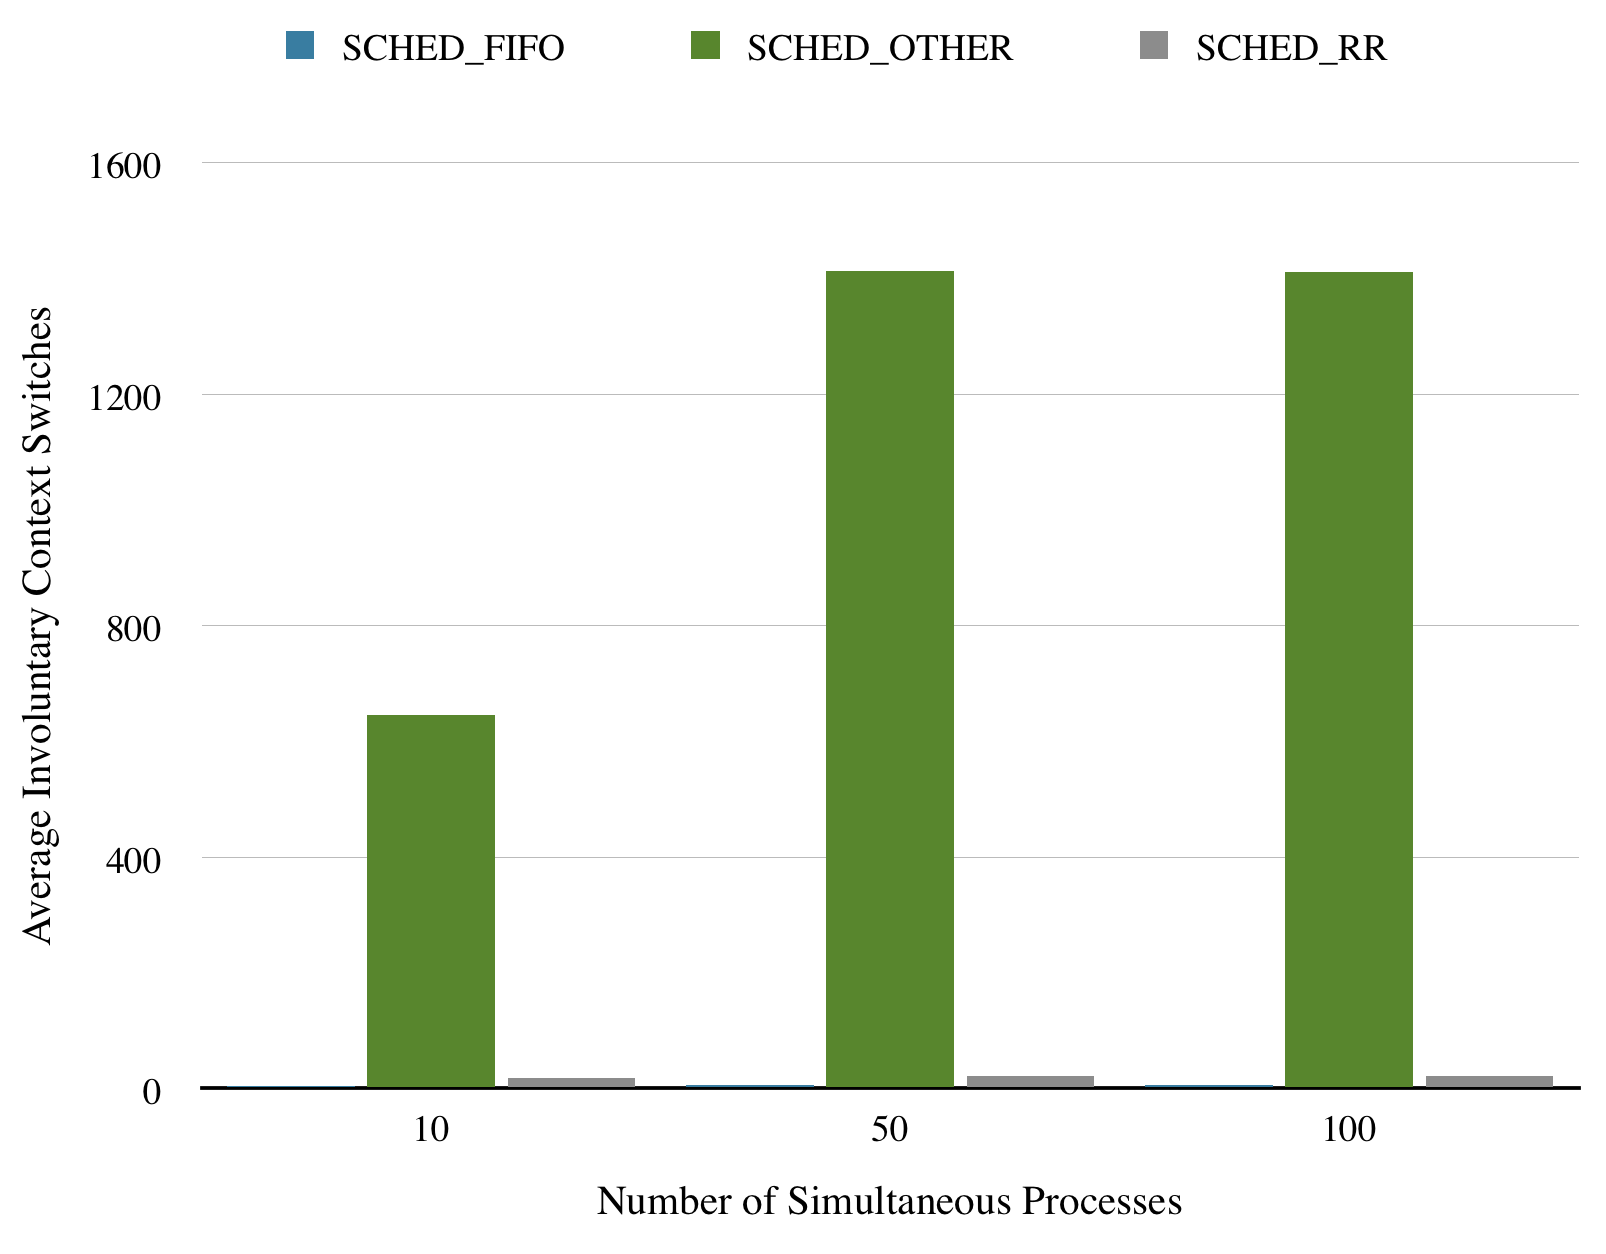 SCHED_FIFO SCHED_OTHER SCHED_RR
1600
1200
800
400
0
Average Involuntary Context Switches
10 50 100
Number of Simultaneous Processes